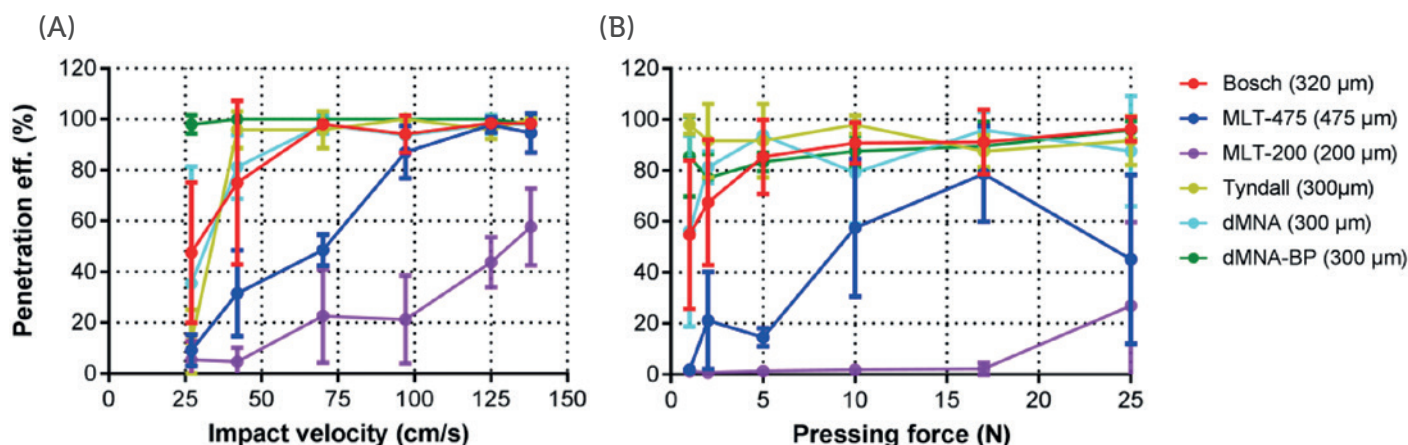 (A)
(B)
120
100
80
60
40
20
0
Penetration eff. (%)
0 25 50 75 100 125 150
Impact velocity (cm/s)
120
100
80
60
40
20
0
0 5 10 15 20 25
Pressing force (N)
Bosch (320 µm)
MLT-475 (475 µm)
MLT-200 (200 µm)
Tyndall (300µm)
dMNA (300 µm)
dMNA-BP (300 µm)